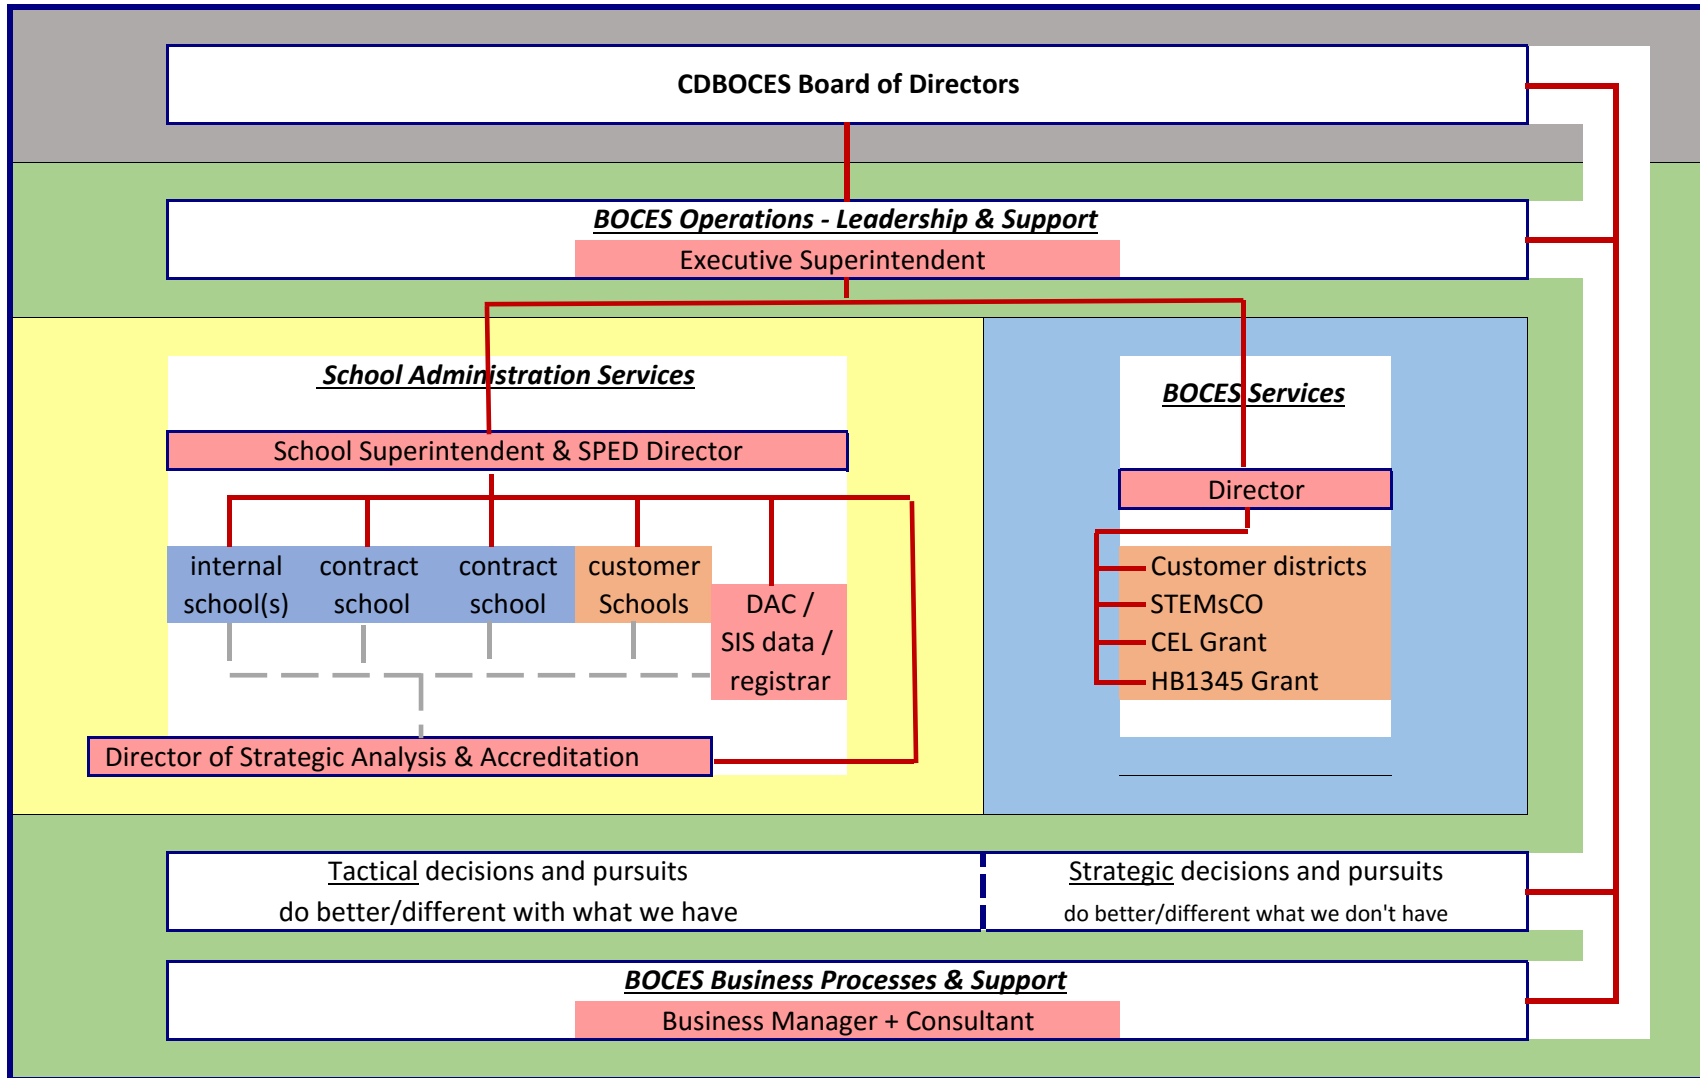 CDBOCES Board of Directors
BOCES Operations - Leadership & Support
Executive Superintendent
School Administration Services
School Superintendent & SPED Director
internal
school(s)
contract
school
contract
school
customer
Schools
DAC /
SIS data /
registrar
Director of Strategic Analysis & Accreditation
BOCES Services
Director
Customer districts
STEMsCO
CEL Grant
HB1345 Grant
Tactical decisions and pursuits
do better/different with what we have
Strategic decisions and pursuits
do better/different what we don't have
BOCES Business Processes & Support
Business Manager + Consultant